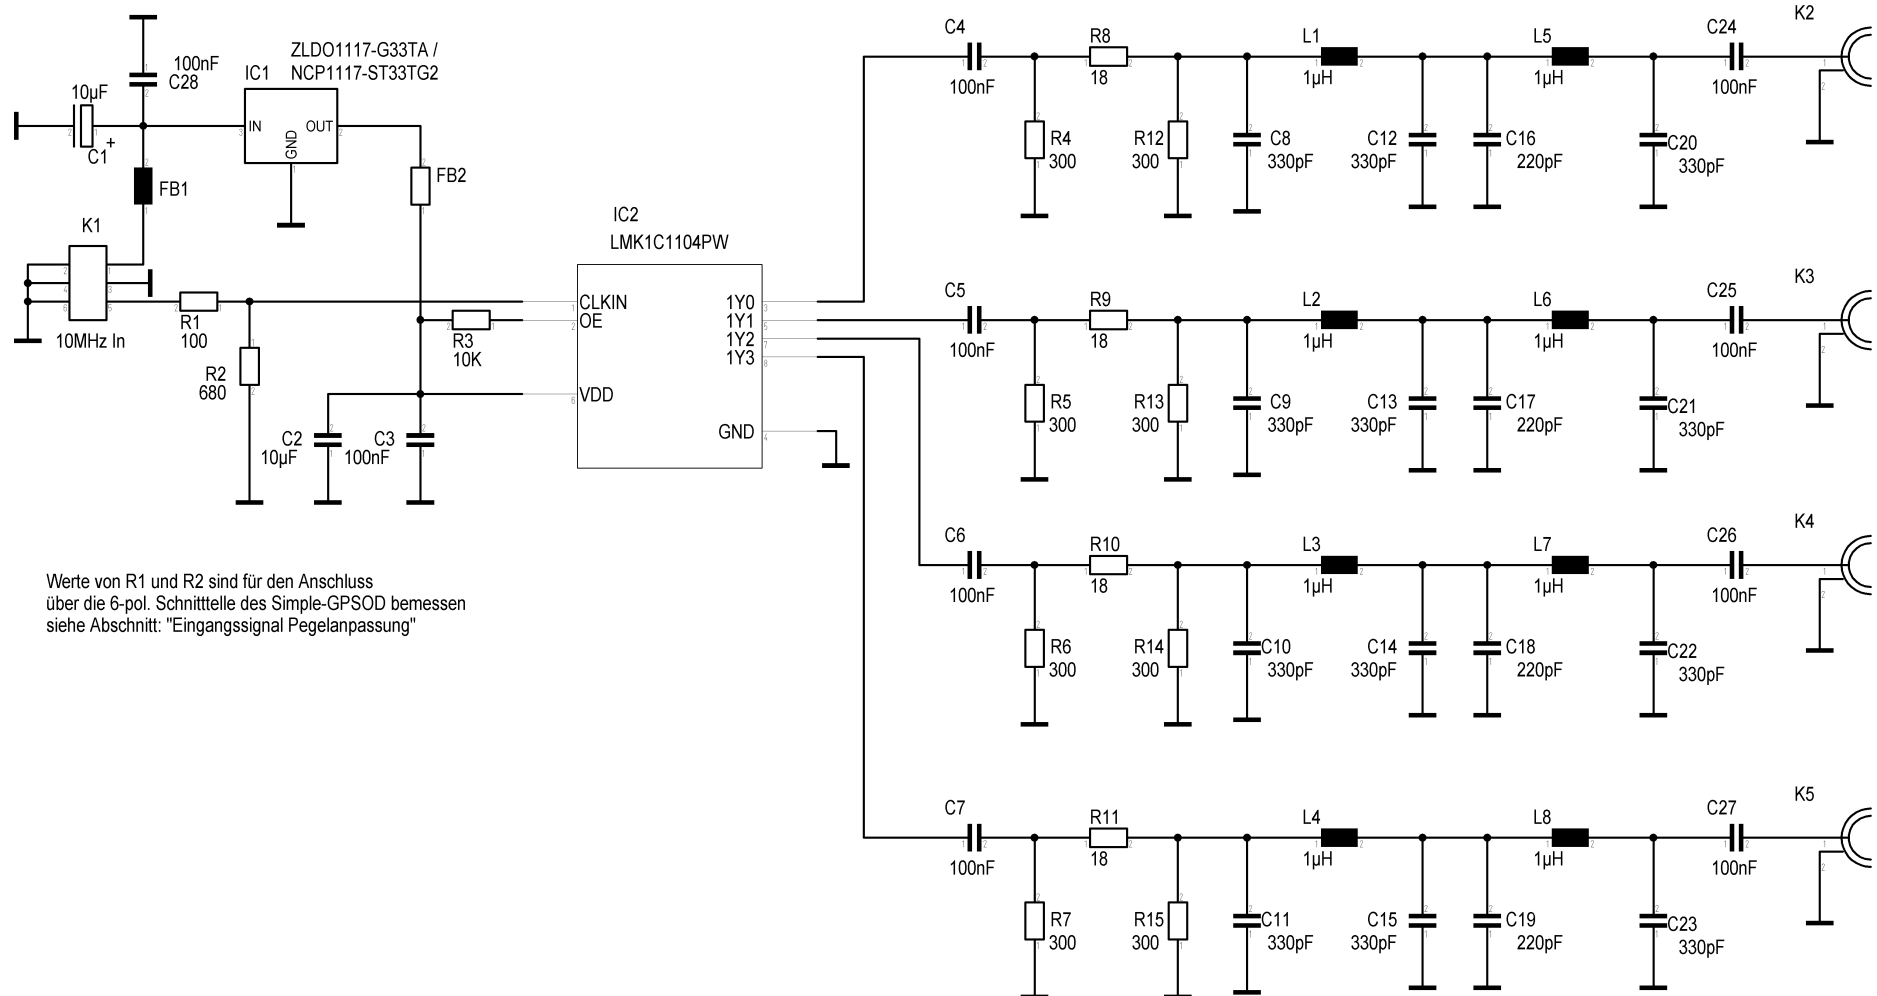 100nF
C28
10µF
C1
+
IC1
ZLDO1117-G33TA /
NCP1117-ST33TG2
IN
OUT
GND
FB1
FB2
K1
10MHz In
R1
100
R2
680
R3
10K
C2
10µF
C3
100nF
IC2
LMK1C1104PW
CLKIN
OE
VDD
1Y0
1Y1
1Y2
1Y3
GND
Werte von R1 und R2 sind für den Anschluss
über die 6-pol. Schnitttelle des Simple-GPSOD bemessen
siehe Abschnitt: "Eingangssignal Pegelanpassung"
C4
100nF
R8
18
R4
300
R12
300
C8
330pF
L1
1µH
C12
330pF
C16
220pF
L5
1µH
C20
330pF
C24
100nF
K2
C5
100nF
R9
18
R5
300
R13
300
C9
330pF
L2
1µH
C13
330pF
C17
220pF
L6
1µH
C21
330pF
C25
100nF
K3
C6
100nF
R10
18
R6
300
R14
300
C10
330pF
L3
1µH
C14
330pF
C18
220pF
L7
1µH
C22
330pF
C26
100nF
K4
C7
100nF
R11
18
R7
300
R15
300
C11
330pF
L4
1µH
C15
330pF
C19
220pF
L8
1µH
C23
330pF
C27
100nF
K5